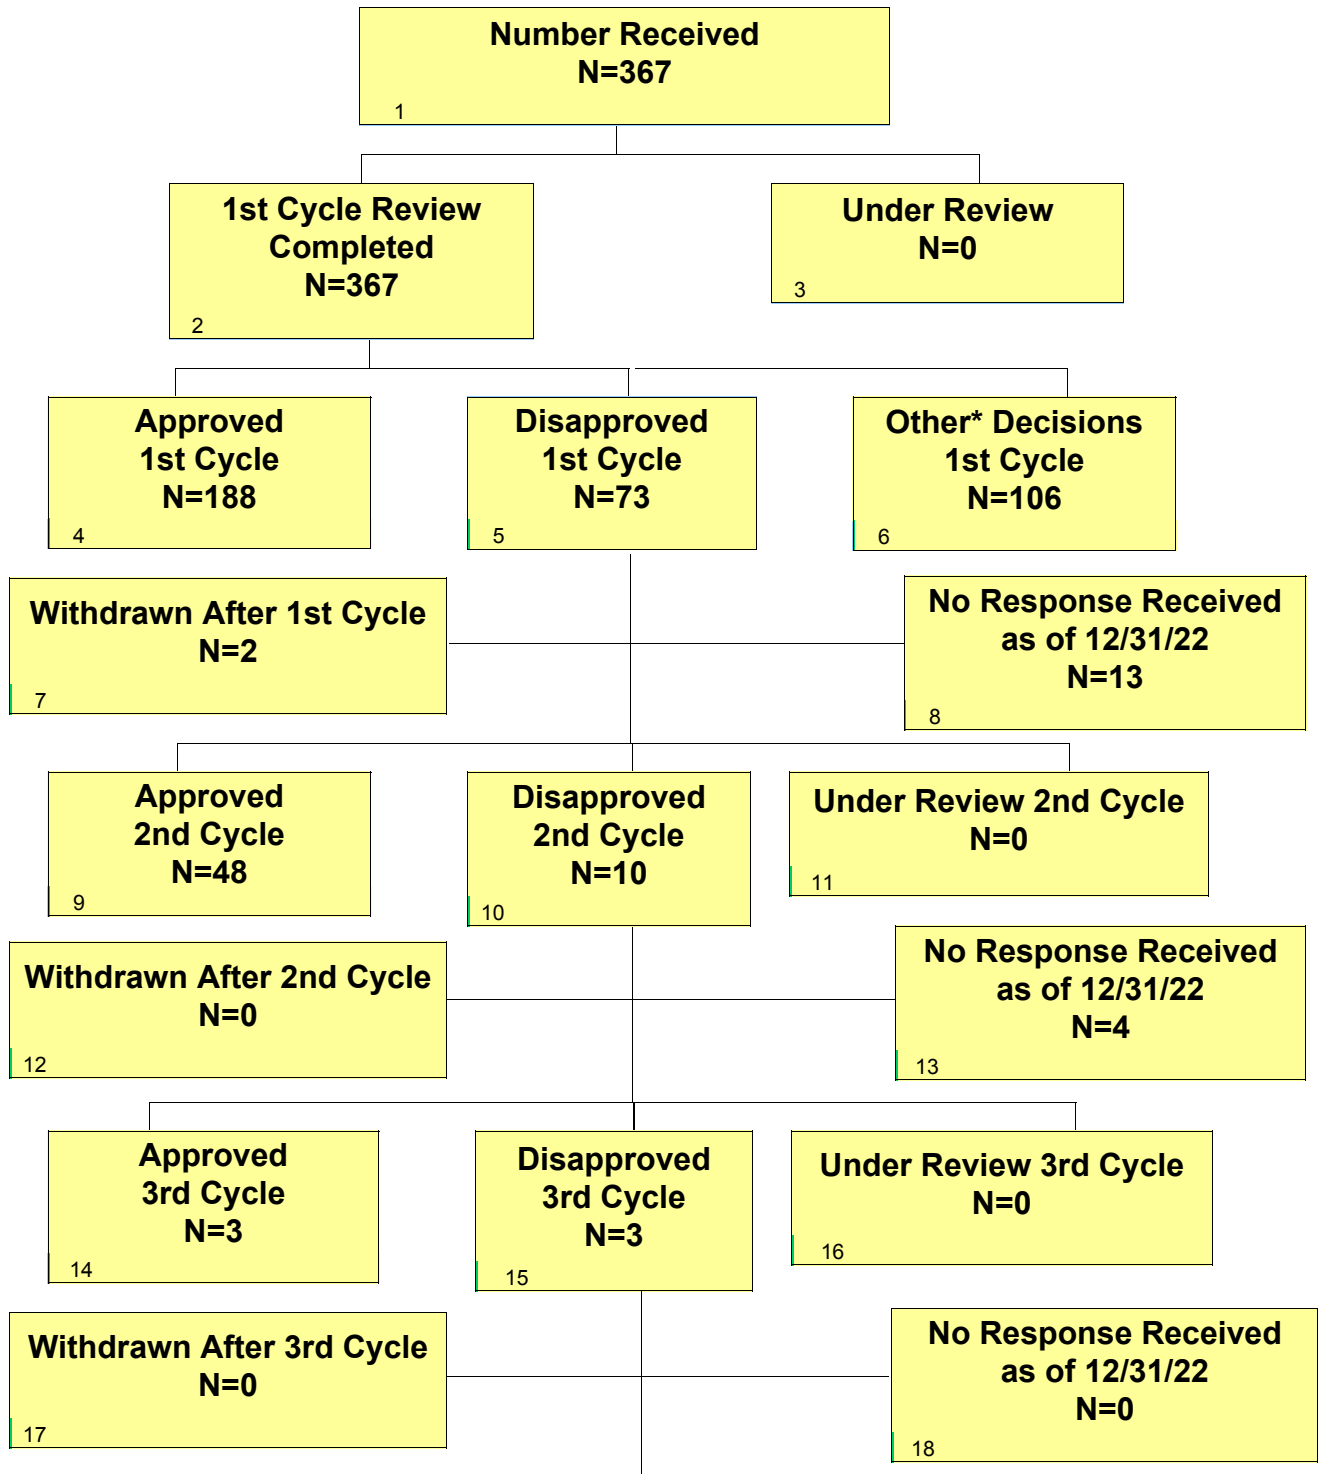 Number Received
N=367
1
1st Cycle Review
Completed
N=367
2
Under Review
N=0
3
Approved
1st Cycle
N=188
4
Disapproved
1st Cycle
N=73
5
Other* Decisions
1st Cycle
N=106
6
Withdrawn After 1st Cycle
N=2
7
No Response Received
as of 12/31/22
N=13
8
Approved
2nd Cycle
N=48
9
Disapproved
2nd Cycle
N=10
10
Under Review 2nd Cycle
N=0
11
Withdrawn After 2nd Cycle
N=0
12
No Response Received
as of 12/31/22
N=4
13
Approved
3rd Cycle
N=3
14
Disapproved
3rd Cycle
N=3
15
Under Review 3rd Cycle
N=0
16
Withdrawn After 3rd Cycle
N=0
17
No Response Received
as of 12/31/22
N=0
18